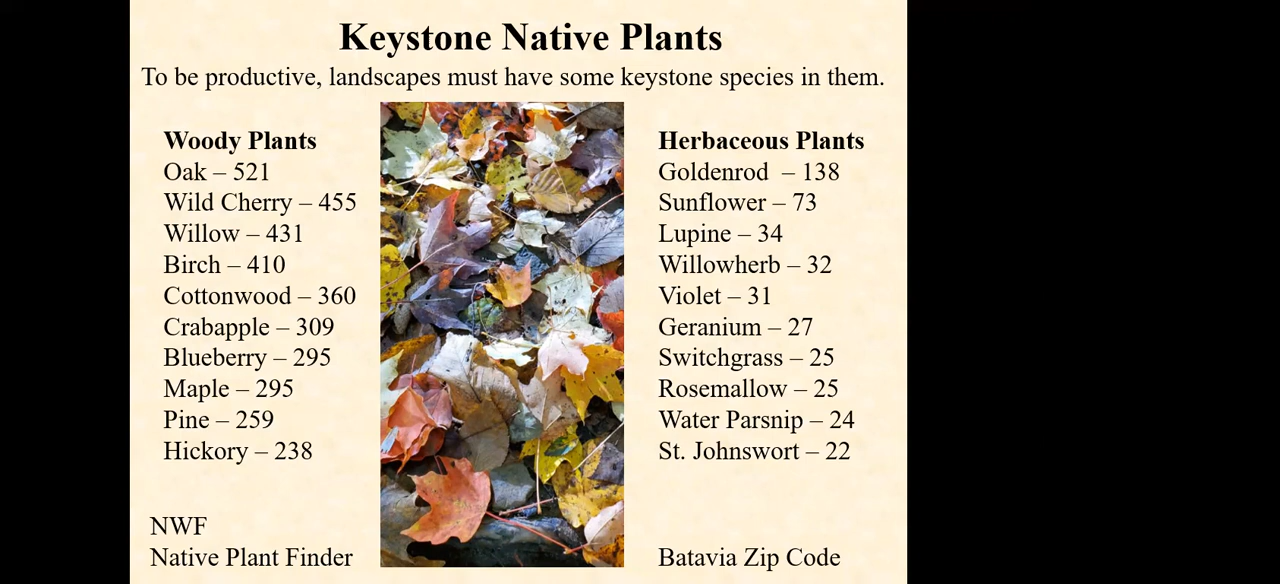 Keystone Native Plants
To be productive, landscapes must have some keystone species in them.
Woody Plants
Oak – 521
Wild Cherry – 455
Willow – 431
Birch – 410
Cottonwood – 360
Crabapple – 309
Blueberry – 295
Maple – 295
Pine – 259
Hickory – 238
NWF
Native Plant Finder
Herbaceous Plants
Goldenrod – 138
Sunflower – 73
Lupine – 34
Willowherb – 32
Violet – 31
Geranium – 27
Switchgrass – 25
Rosemallow – 25
Water Parsnip – 24
St. Johnswort – 22
Batavia Zip Code